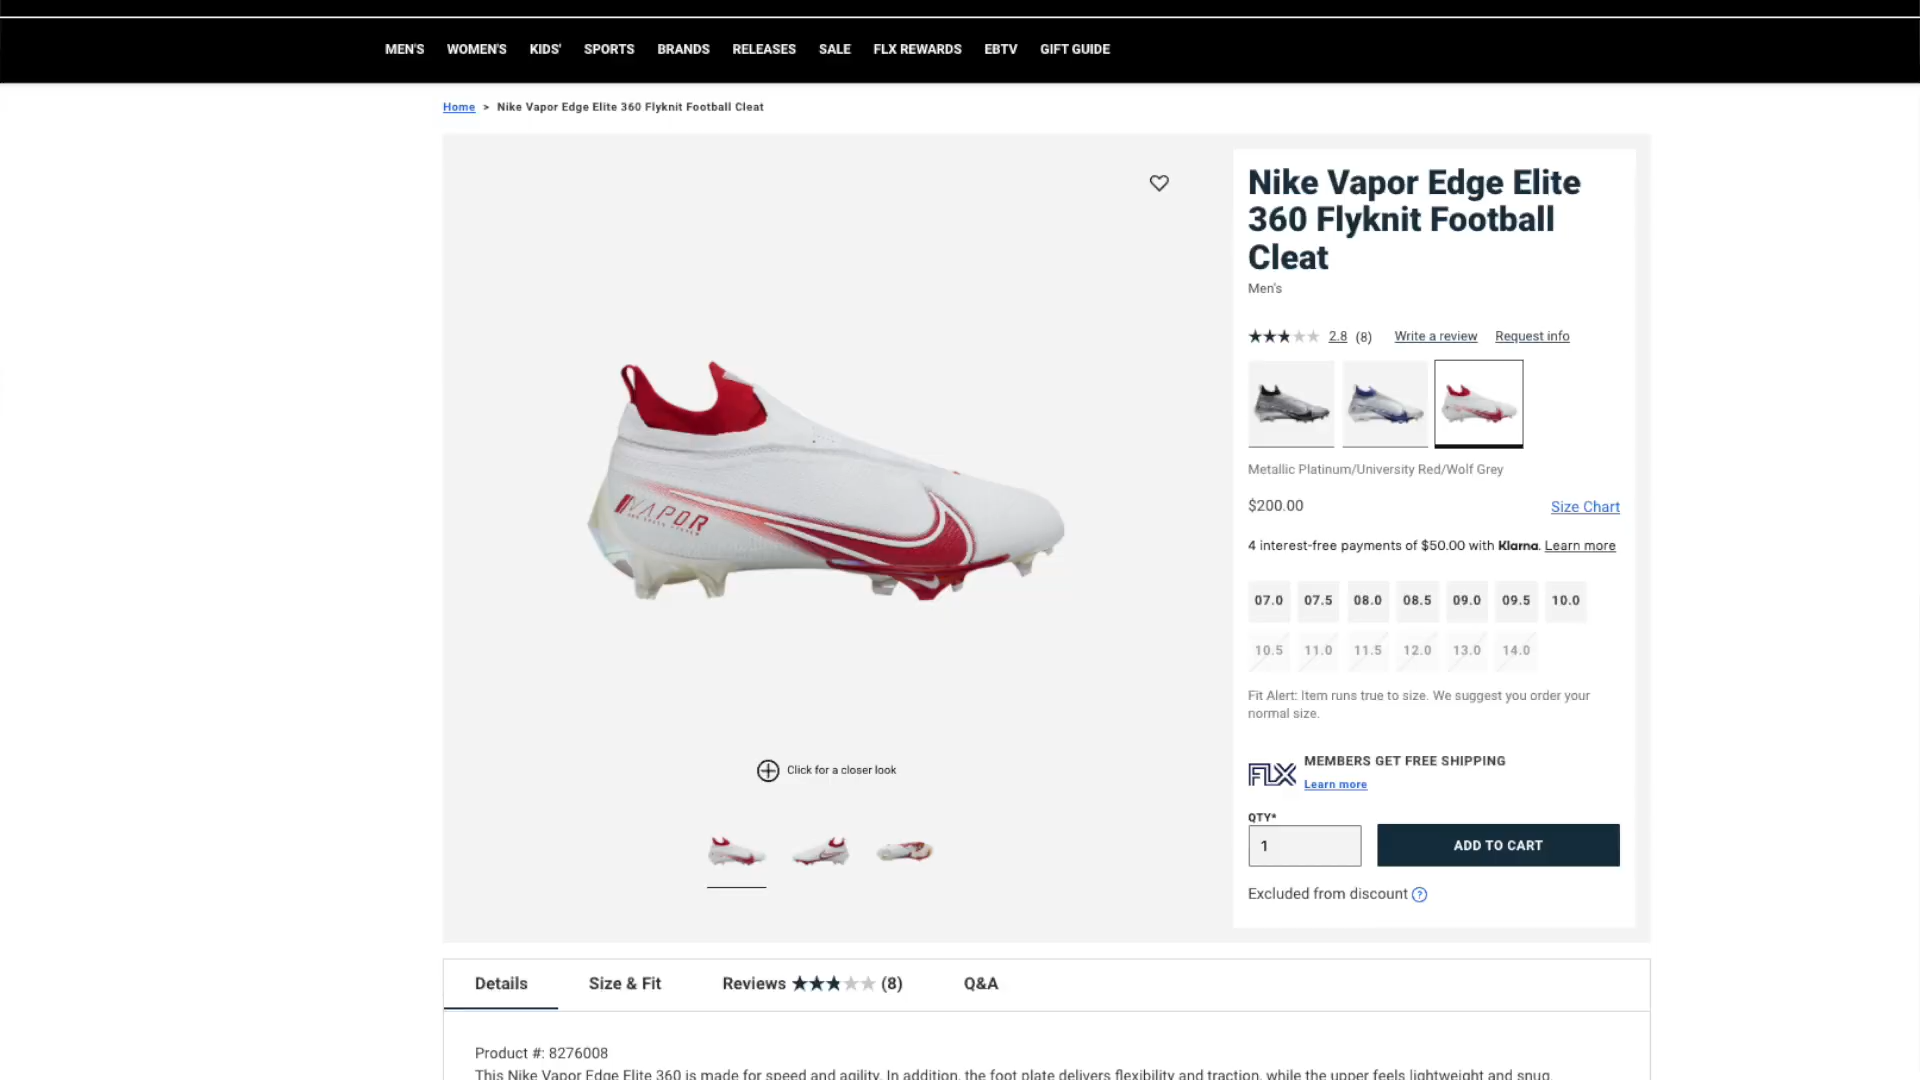 MEN'S WOMEN'S KIDS' SPORTS BRANDS RELEASES SALE FLX REWARDS EBTV GIFT GUIDE
Home > Nike Vapor Edge Elite 360 Flyknit Football Cleat
Nike Vapor Edge Elite
360 Flyknit Football
Cleat
Men's
2.8 (8) Write a review Request info
Metallic Platinum/University Red/Wolf Grey
$200.00 Size Chart
4 interest-free payments of $50.00 with Klarna. Learn more
07.0 07.5 08.0 08.5 09.0 09.5 10.0
10.5 11.0 11.5 12.0 13.0 14.0
Fit Alert: Item runs true to size. We suggest you order your
normal size.
FLX MEMBERS GET FREE SHIPPING
Learn more
QTY*
1 ADD TO CART
Excluded from discount ?
VAPOR
Click for a closer look
Details Size & Fit Reviews (8) Q&A
Product #: 8276008
This Nike Vapor Edge Elite 360 is made for speed and agility. In addition, the foot plate delivers flexibility and traction, while the upper feels lightweight and snug.